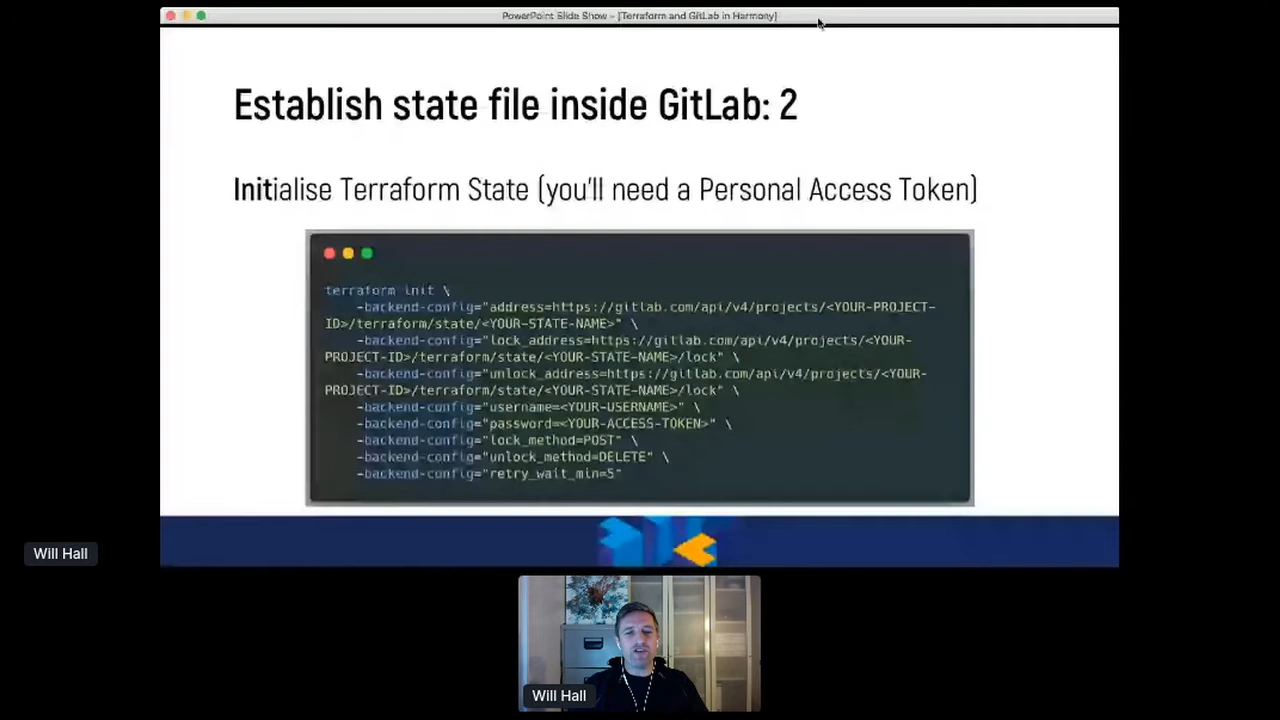 PowerPoint Slide Show - [Terraform and GitLab in Harmony]
Establish state file inside GitLab: 2
Initialise Terraform State (you'll need a Personal Access Token)
terraform init \
-backend-config="address=https://gitlab.com/api/v4/projects/<YOUR-PROJECT-
ID>/terraform/state/<YOUR-STATE-NAME>" \
-backend-config="lock_address=https://gitlab.com/api/v4/projects/<YOUR-
PROJECT-ID>/terraform/state/<YOUR-STATE-NAME>/lock" \
-backend-config="unlock_address=https://gitlab.com/api/v4/projects/<YOUR-
PROJECT-ID>/terraform/state/<YOUR-STATE-NAME>/lock" \
-backend-config="username=<YOUR-USERNAME>" \
-backend-config="password=<YOUR-ACCESS-TOKEN>" \
-backend-config="lock_method=POST" \
-backend-config="unlock_method=DELETE" \
-backend-config="retry_wait_min=5"
Will Hall
Will Hall